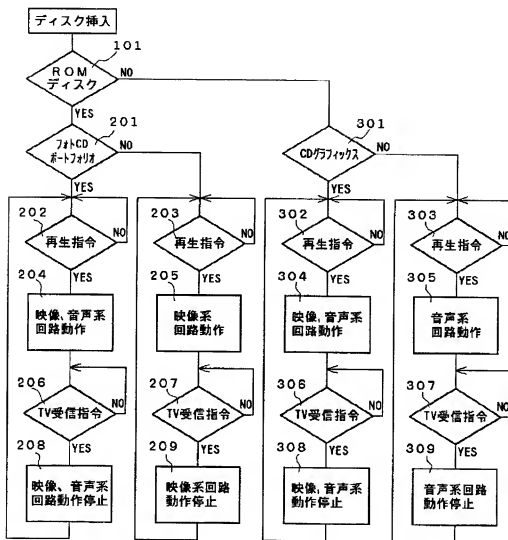 ディスク挿入
101
ROM
ディスク
NO
YES
201
フォトCD
ポートフォリオ
NO
YES
301
CDグラフィックス
NO
YES
202
再生指令
NO
YES
203
再生指令
NO
YES
302
再生指令
NO
YES
303
再生指令
NO
YES
204
映像,音声系
回路動作
205
映像系
回路動作
304
映像,音声系
回路動作
305
音声系
回路動作
206
TV受信指令
NO
YES
207
TV受信指令
NO
YES
306
TV受信指令
NO
YES
307
TV受信指令
NO
YES
208
映像、音声系
回路動作停止
209
映像系回路
動作停止
308
映像,音声系
回路動作停止
309
音声系回路
動作停止